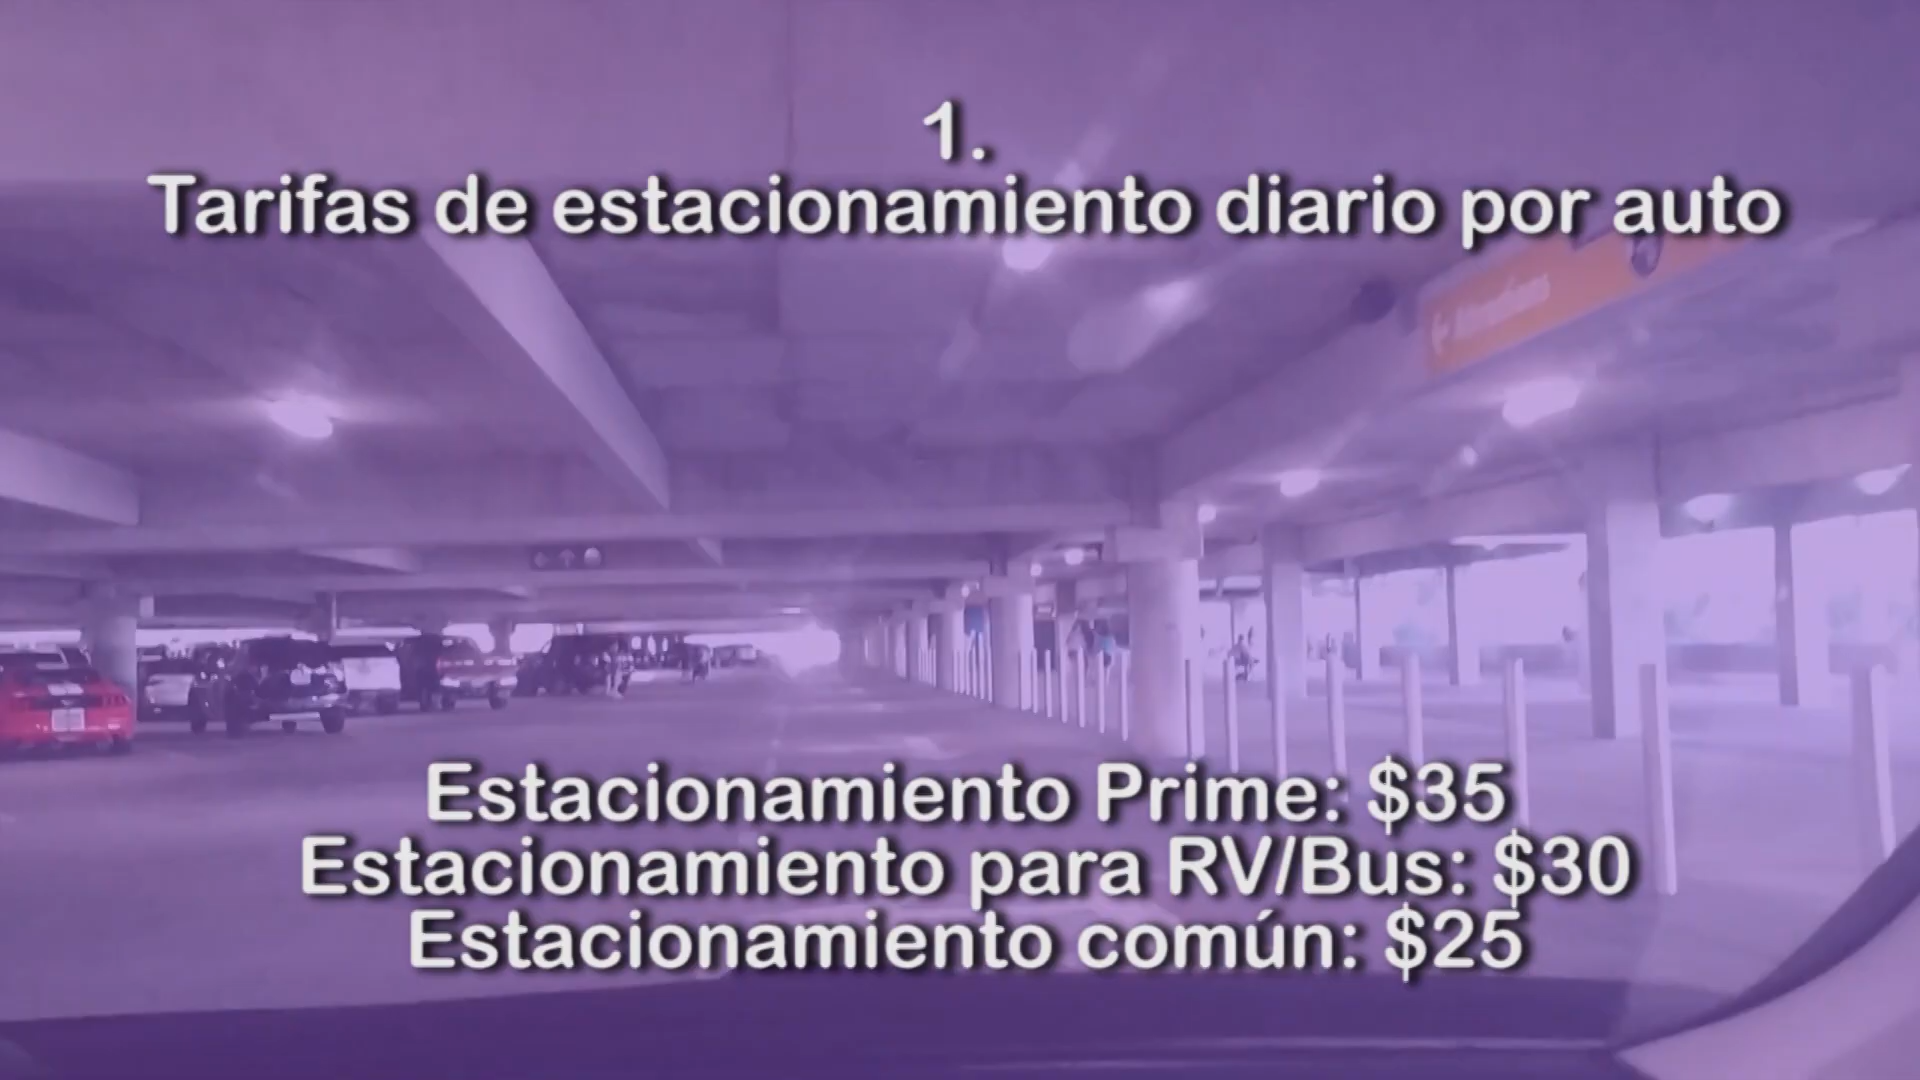 1.
Tarifas de estacionamiento diario por auto
Estacionamiento Prime: $35
Estacionamiento para RV/Bus: $30
Estacionamiento común: $25